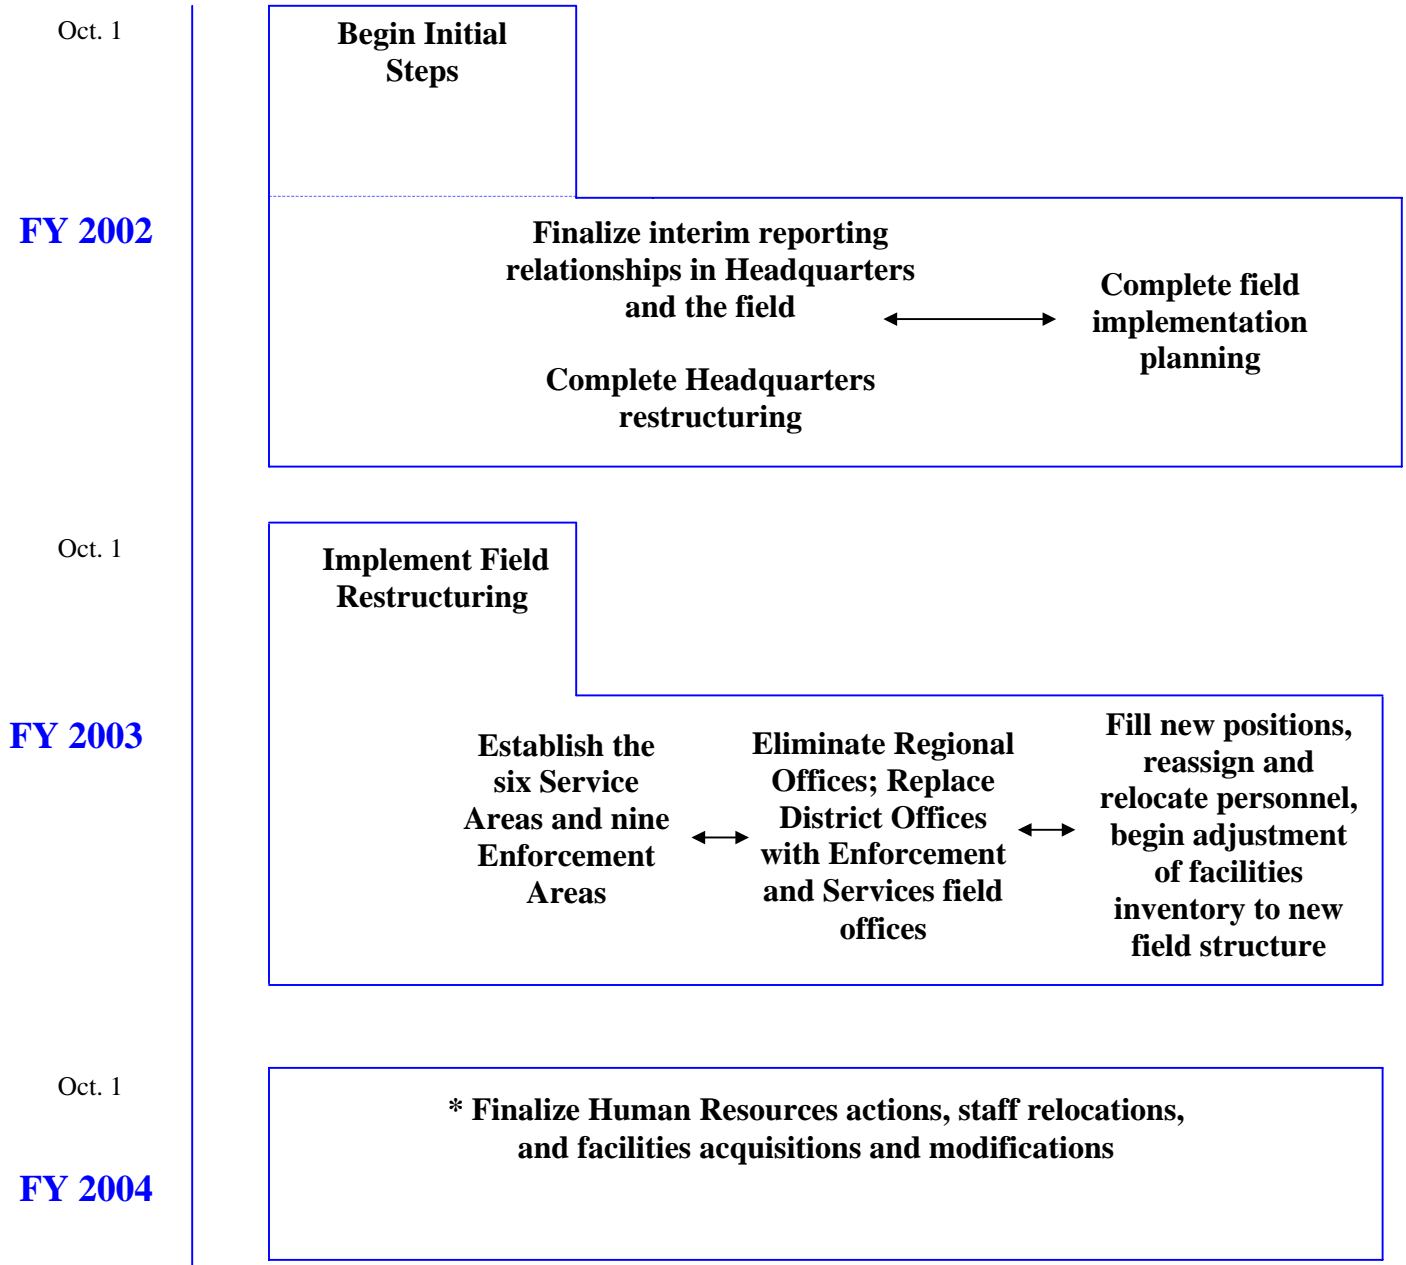 Oct. 1
Begin Initial
Steps
FY 2002
Finalize interim reporting
relationships in Headquarters
and the field
Complete Headquarters
restructuring
Complete field
implementation
planning
Oct. 1
Implement Field
Restructuring
FY 2003
Establish the
six Service
Areas and nine
Enforcement
Areas
Eliminate Regional
Offices; Replace
District Offices
with Enforcement
and Services field
offices
Fill new positions,
reassign and
relocate personnel,
begin adjustment
of facilities
inventory to new
field structure
Oct. 1
* Finalize Human Resources actions, staff relocations,
and facilities acquisitions and modifications
FY 2004